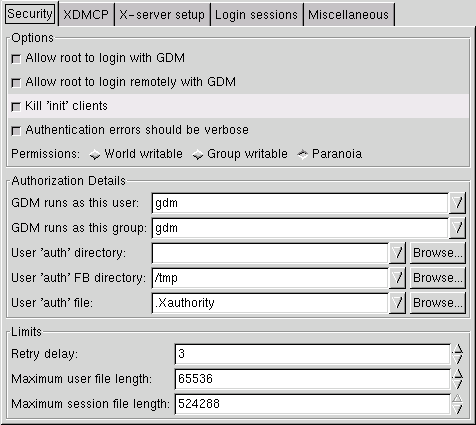 Security XDMCP X-server setup Login sessions Miscellaneous
Options
Allow root to login with GDM
Allow root to login remotely with GDM
Kill 'init' clients
Authentication errors should be verbose
Permissions: World writable Group writable Paranoia
Authorization Details
GDM runs as this user: gdm
GDM runs as this group: gdm
User 'auth' directory: Browse...
User 'auth' FB directory: /tmp Browse...
User 'auth' file: .Xauthority Browse...
Limits
Retry delay: 3
Maximum user file length: 65536
Maximum session file length: 524288